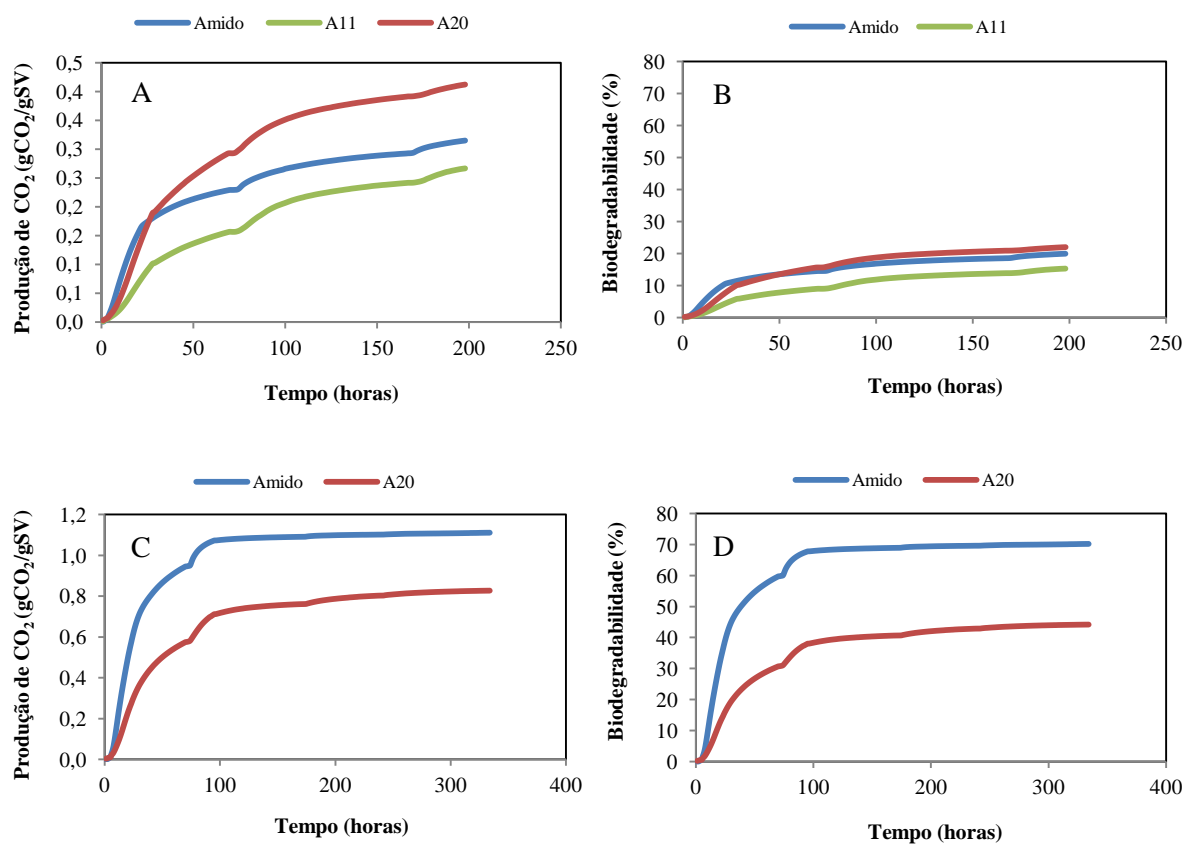 Amido A11 A20
A
Produção de CO₂ (gCO₂/gSV)
0,5
0,4
0,4
0,3
0,3
0,2
0,2
0,1
0,1
0,0
0 50 100 150 200 250
Tempo (horas)
Amido A11
B
Biodegradabilidade (%)
80
70
60
50
40
30
20
10
0
0 50 100 150 200 250
Tempo (horas)
Amido A20
C
Produção de CO₂ (gCO₂/gSV)
1,2
1,0
0,8
0,6
0,4
0,2
0,0
0 100 200 300 400
Tempo (horas)
Amido A20
D
Biodegradabilidade (%)
80
70
60
50
40
30
20
10
0
0 100 200 300 400
Tempo (horas)